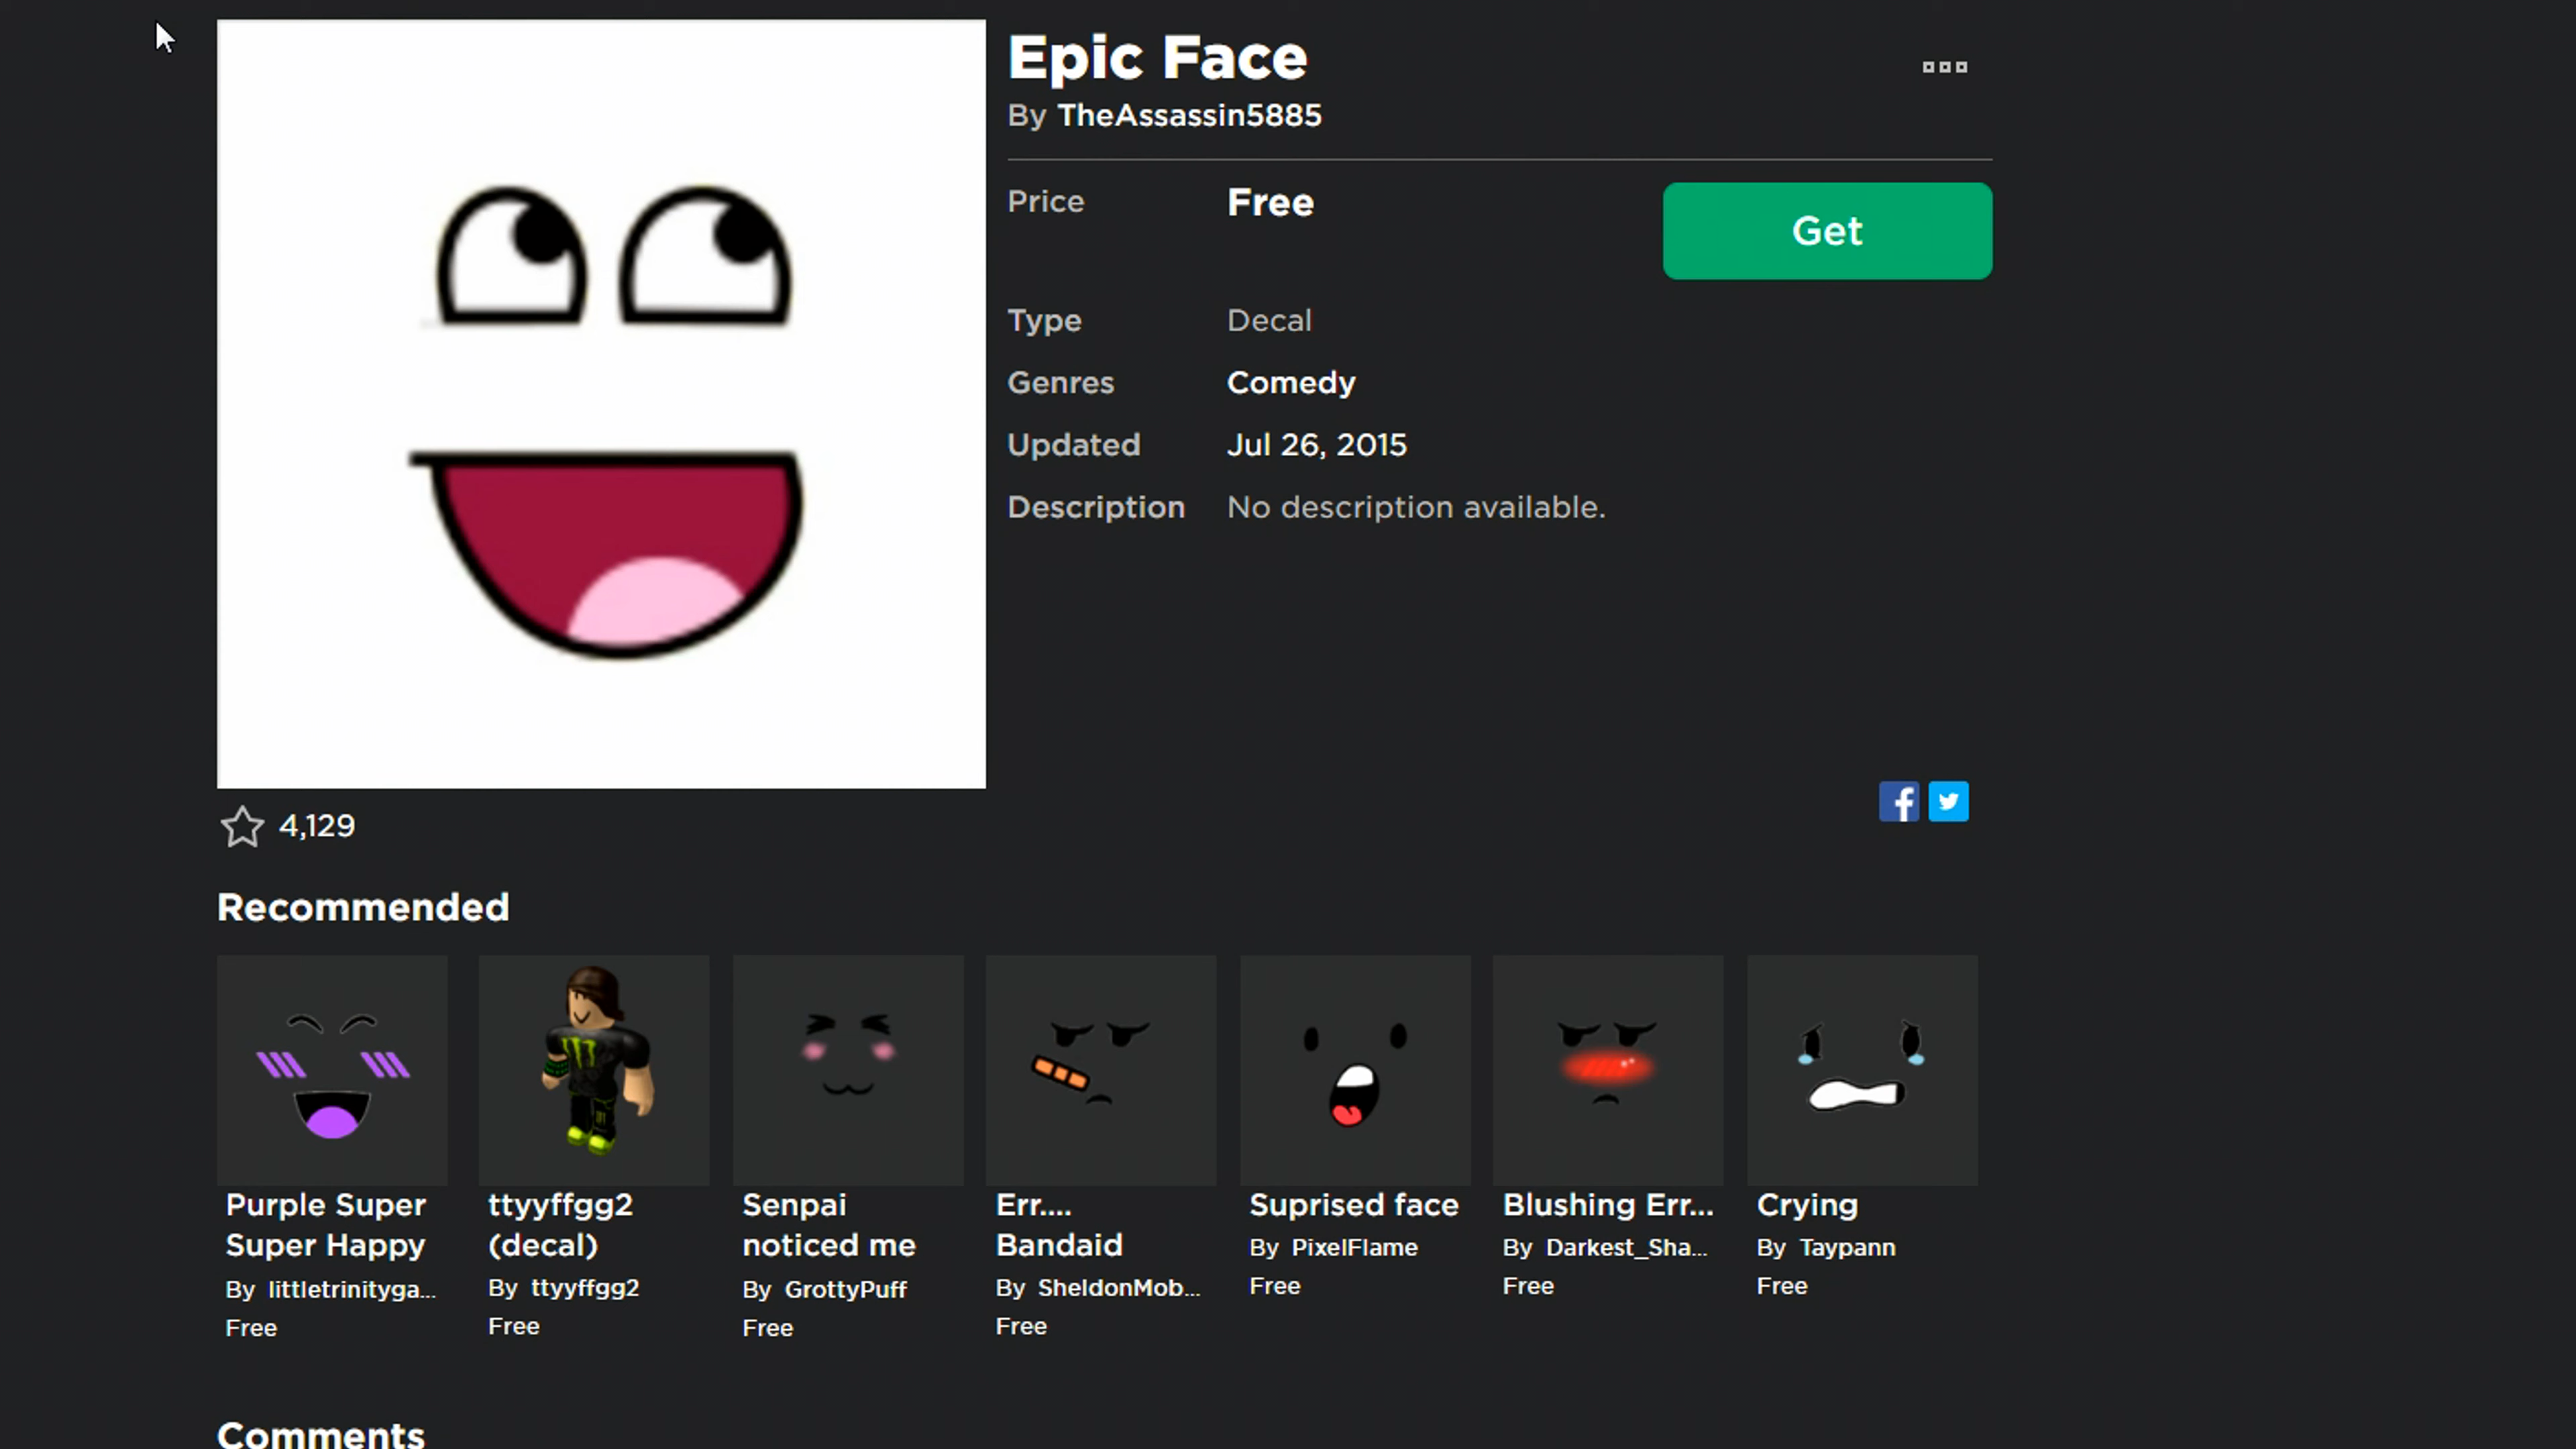 Epic Face
By TheAssassin5885
Price Free
Get
Type Decal
Genres Comedy
Updated Jul 26, 2015
Description No description available.
4,129
Recommended
Purple Super
Super Happy
By littletrinityga...
Free
ttyyffgg2
(decal)
By ttyyffgg2
Free
Senpai
noticed me
By GrottyPuff
Free
Err....
Bandaid
By SheldonMob...
Free
Suprised face
By PixelFlame
Free
Blushing Err...
By Darkest_Sha...
Free
Crying
By Taypann
Free
Comments